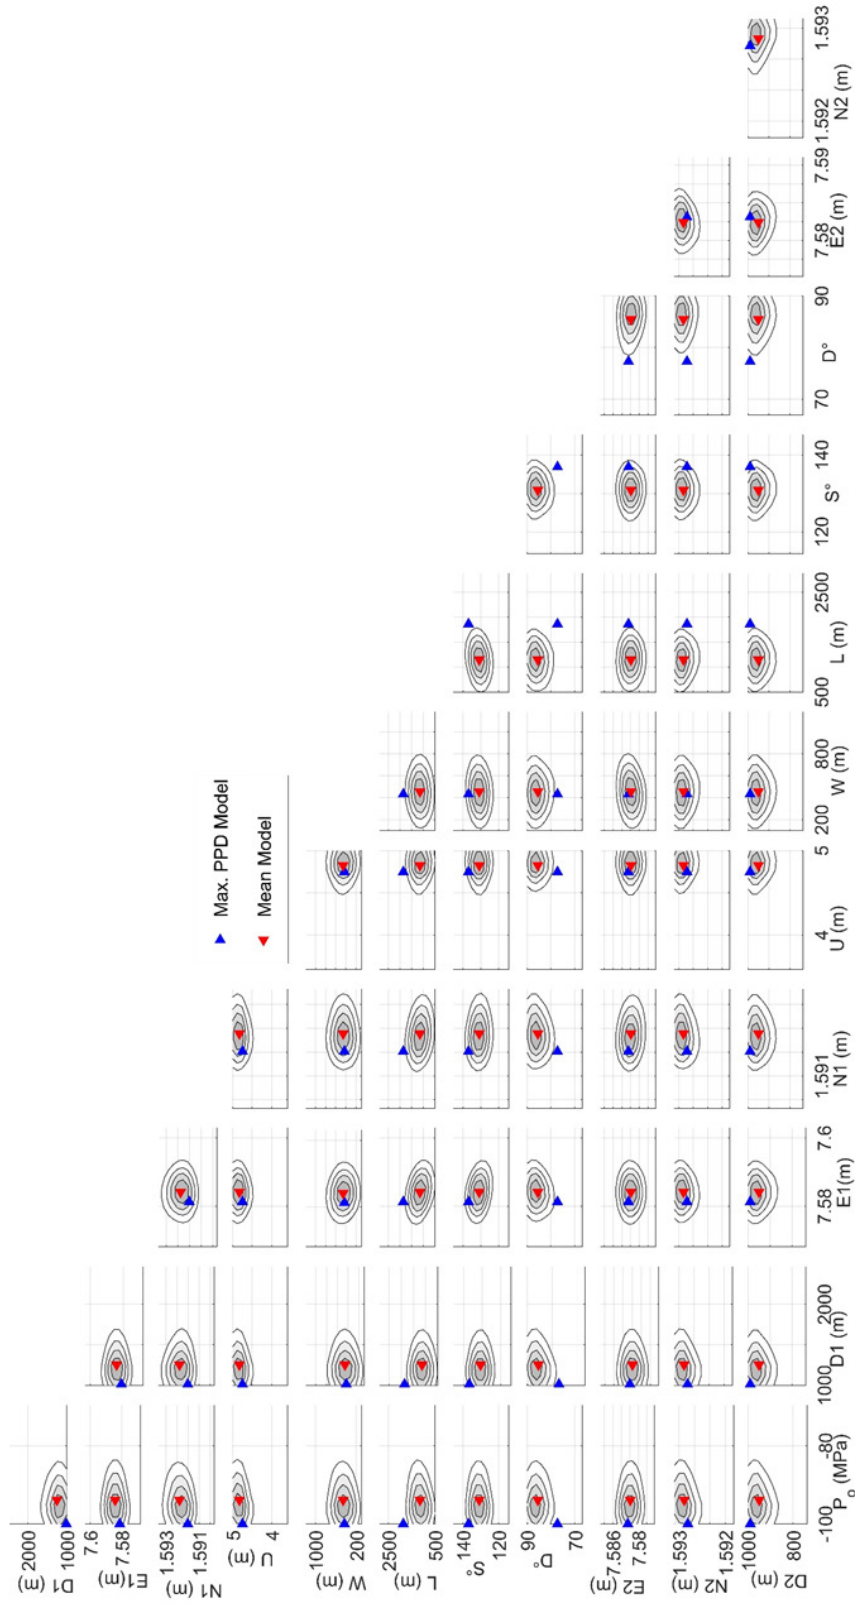 D1 (m)
2000
1000
E1(m)
7.6
7.58
N1 (m)
1.593
1.591
U (m)
5
4
Max. PPD Model
Mean Model
W (m)
1000
200
L (m)
2500
500
S°
140
120
D°
90
70
E2 (m)
7.586
7.58
N2 (m)
1.593
1.592
D2 (m)
1000
800
-100 -80
P₀ (MPa)
1000 2000
D1 (m)
7.58 7.6
E1(m)
1.591
N1 (m)
4 5
U (m)
200 800
W (m)
500 2500
L (m)
120 140
S°
70 90
D°
7.58 7.59
E2 (m)
1.592 1.593
N2 (m)